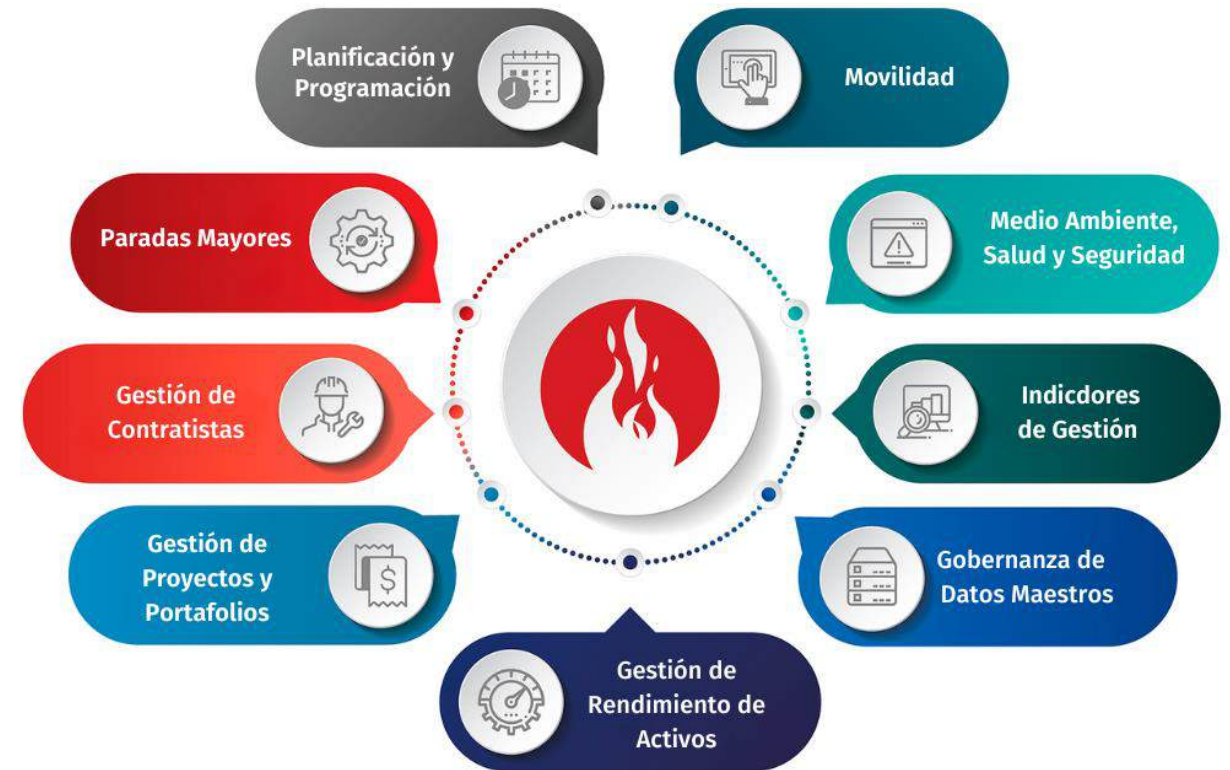 Planificación y
Programación
Movilidad
Paradas Mayores
Medio Ambiente,
Salud y Seguridad
Gestión de
Contratistas
Indicdores
de Gestión
Gestión de
Proyectos y
Portafolios
$
Gobernanza de
Datos Maestros
Gestión de
Rendimiento de
Activos